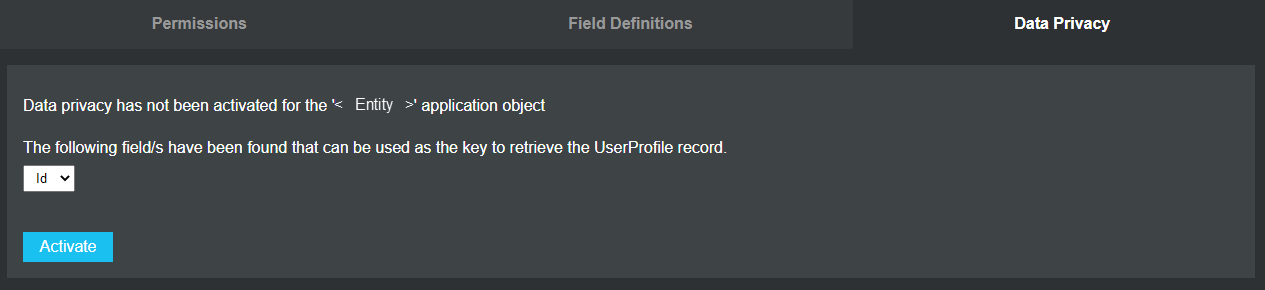 Permissions Field Definitions Data Privacy
Data privacy has not been activated for the '< Entity >' application object
The following field/s have been found that can be used as the key to retrieve the UserProfile record.
Id
Activate